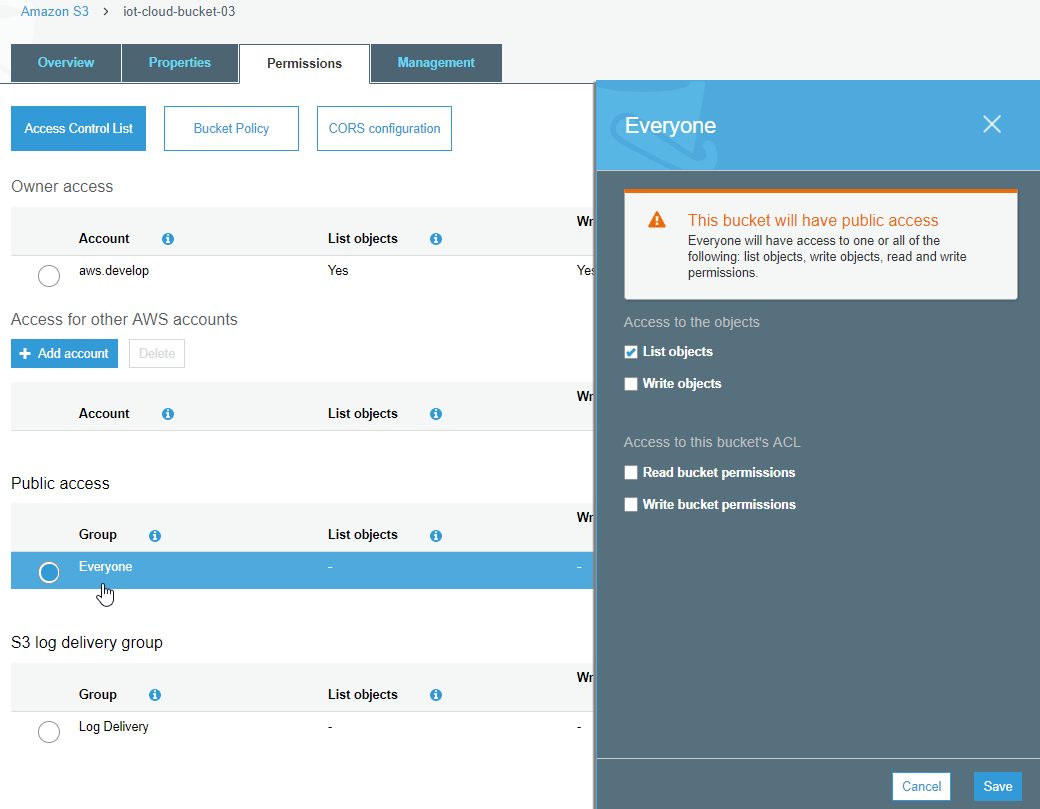 Amazon S3 > iot-cloud-bucket-03
Overview Properties Permissions Management
Access Control List Bucket Policy CORS configuration
Owner access
Account List objects Wr
aws.develop Yes Yes
Access for other AWS accounts
+ Add account Delete
Account List objects Wr
Public access
Group List objects Wr
Everyone - -
S3 log delivery group
Group List objects Wr
Log Delivery - -
Everyone
This bucket will have public access
Everyone will have access to one or all of the
following: list objects, write objects, read and write
permissions.
Access to the objects
List objects
Write objects
Access to this bucket's ACL
Read bucket permissions
Write bucket permissions
Cancel Save